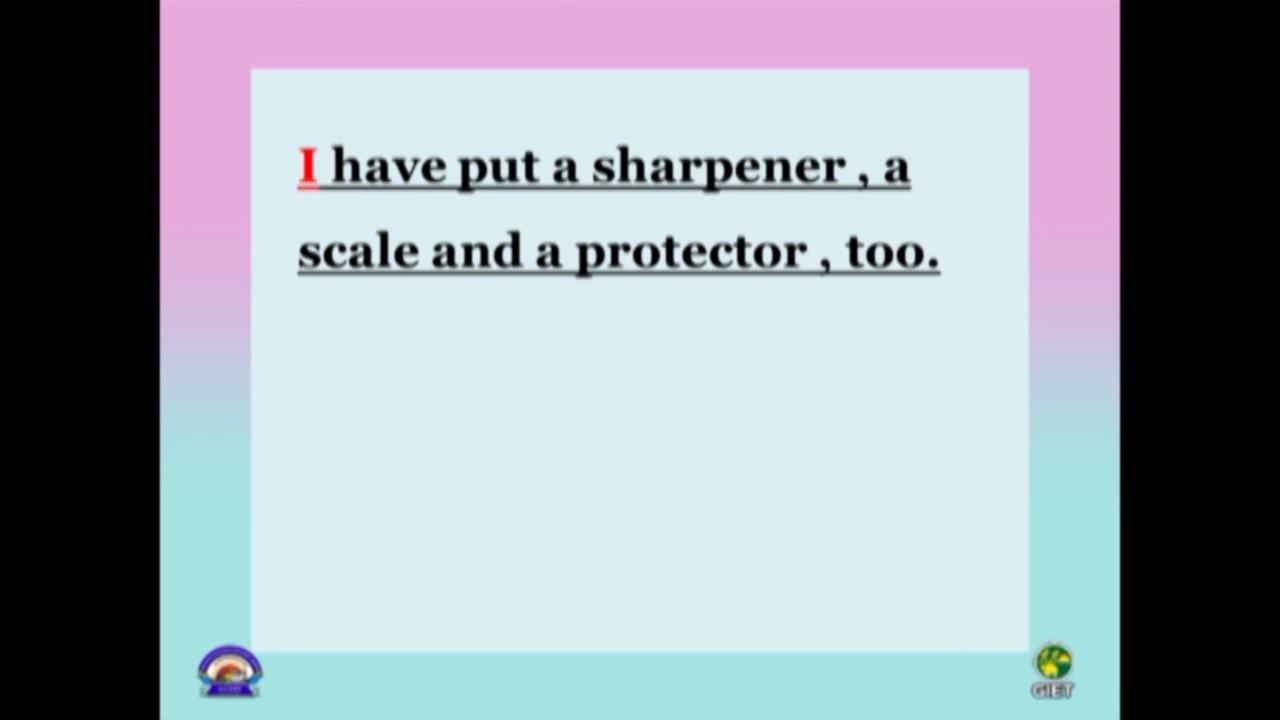 I have put a sharpener , a
scale and a protector , too.
GIET